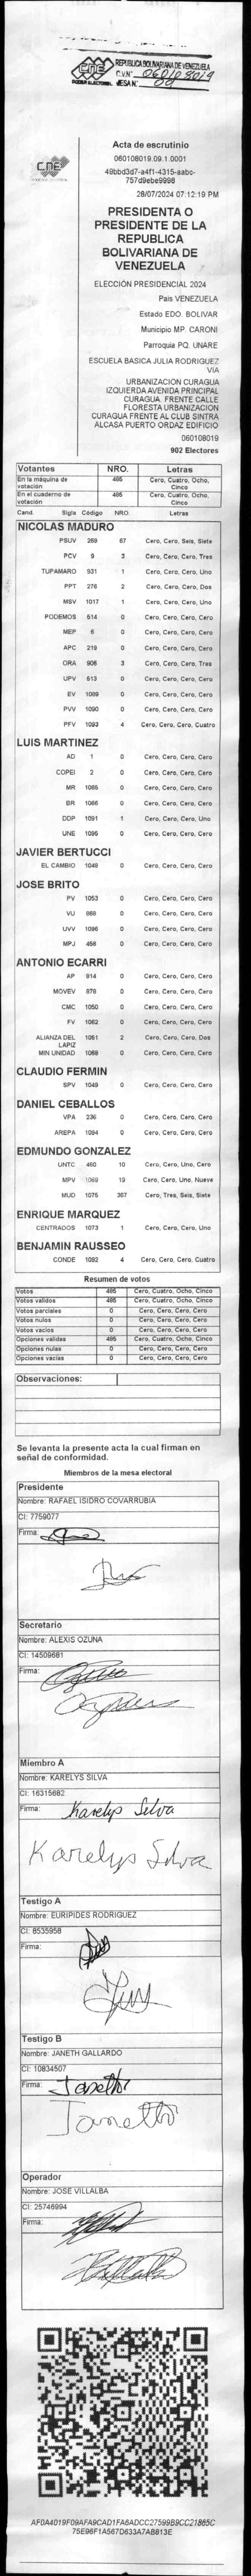 CNE
PODER ELECTORAL
REPUBLICA BOLIVARIANA DE VENEZUELA
C.V.N°: 060108019
MESA N°:
CNE
Acta de escrutinio
060108019.09.1.0001
49bbd3d7-a4f1-4315-aabc-
757d9ebe9998
28/07/2024 07:12:19 PM
PRESIDENTA O
PRESIDENTE DE LA
REPUBLICA
BOLIVARIANA DE
VENEZUELA
ELECCIÓN PRESIDENCIAL 2024
Pais VENEZUELA
Estado EDO. BOLIVAR
Municipio MP. CARONI
Parroquia PQ. UNARE
ESCUELA BASICA JULIA RODRIGUEZ
VIA
URBANIZACION CURAGUA
IZQUIERDA AVENIDA PRINCIPAL
CURAGUA. FRENTE CALLE
FLORESTA URBANIZACION
CURAGUA FRENTE AL CLUB SINTRA
ALCASA PUERTO ORDAZ EDIFICIO
060108019
902 Electores
Votantes NRO. Letras
En la máquina de votación 485 Cero, Cuatro, Ocho, Cinco
En el cuaderno de votación 485 Cero, Cuatro, Ocho, Cinco
Cand. Sigla Código NRO. Letras
NICOLAS MADURO
PSUV 269 67 Cero, Cero, Seis, Siete
PCV 9 3 Cero, Cero, Cero, Tres
TUPAMARO 931 1 Cero, Cero, Cero, Uno
PPT 276 2 Cero, Cero, Cero, Dos
MSV 1017 1 Cero, Cero, Cero, Uno
PODEMOS 514 0 Cero, Cero, Cero, Cero
MEP 6 0 Cero, Cero, Cero, Cero
APC 219 0 Cero, Cero, Cero, Cero
ORA 906 3 Cero, Cero, Cero, Tres
UPV 513 0 Cero, Cero, Cero, Cero
EV 1089 0 Cero, Cero, Cero, Cero
PVV 1090 0 Cero, Cero, Cero, Cero
PFV 1093 4 Cero, Cero, Cero, Cuatro
LUIS MARTINEZ
AD 1 0 Cero, Cero, Cero, Cero
COPEI 2 0 Cero, Cero, Cero, Cero
MR 1085 0 Cero, Cero, Cero, Cero
BR 1066 0 Cero, Cero, Cero, Cero
DDP 1091 1 Cero, Cero, Cero, Uno
UNE 1095 0 Cero, Cero, Cero, Cero
JAVIER BERTUCCI
EL CAMBIO 1048 0 Cero, Cero, Cero, Cero
JOSE BRITO
PV 1053 0 Cero, Cero, Cero, Cero
VU 868 0 Cero, Cero, Cero, Cero
UVV 1096 0 Cero, Cero, Cero, Cero
MPJ 458 0 Cero, Cero, Cero, Cero
ANTONIO ECARRI
AP 914 0 Cero, Cero, Cero, Cero
MOVEV 878 0 Cero, Cero, Cero, Cero
CMC 1050 0 Cero, Cero, Cero, Cero
FV 1062 0 Cero, Cero, Cero, Cero
ALIANZA DEL LAPIZ 1051 2 Cero, Cero, Cero, Dos
MIN UNIDAD 1068 0 Cero, Cero, Cero, Cero
CLAUDIO FERMIN
SPV 1049 0 Cero, Cero, Cero, Cero
DANIEL CEBALLOS
VPA 236 0 Cero, Cero, Cero, Cero
AREPA 1094 0 Cero, Cero, Cero, Cero
EDMUNDO GONZALEZ
UNTC 460 10 Cero, Cero, Uno, Cero
MPV 1069 19 Cero, Cero, Uno, Nueve
MUD 1075 367 Cero, Tres, Seis, Siete
ENRIQUE MARQUEZ
CENTRADOS 1073 1 Cero, Cero, Cero, Uno
BENJAMIN RAUSSEO
CONDE 1092 4 Cero, Cero, Cero, Cuatro
Resumen de votos
Votos 485 Cero, Cuatro, Ocho, Cinco
Votos validos 485 Cero, Cuatro, Ocho, Cinco
Votos parciales 0 Cero, Cero, Cero, Cero
Votos nulos 0 Cero, Cero, Cero, Cero
Votos vacios 0 Cero, Cero, Cero, Cero
Opciones validas 485 Cero, Cuatro, Ocho, Cinco
Opciones nulas 0 Cero, Cero, Cero, Cero
Opciones vacias 0 Cero, Cero, Cero, Cero
Observaciones:
Se levanta la presente acta la cual firman en
señal de conformidad.
Miembros de la mesa electoral
Presidente
Nombre: RAFAEL ISIDRO COVARRUBIA
CI: 7759077
Firma:
Secretario
Nombre: ALEXIS OZUNA
CI: 14509681
Firma:
Miembro A
Nombre: KARELYS SILVA
CI: 16315682
Firma: Karelys Silva
Karelys Silva
Testigo A
Nombre: EURIPIDES RODRIGUEZ
CI: 8535958
Firma:
Testigo B
Nombre: JANETH GALLARDO
CI: 10834507
Firma: Janeth
Janeth
Operador
Nombre: JOSE VILLALBA
CI: 25746994
Firma:
AF0A4019F09AFA9CAD1FA6ADCC27599B9CC21865C
75E96F1A567D633A7AB813E